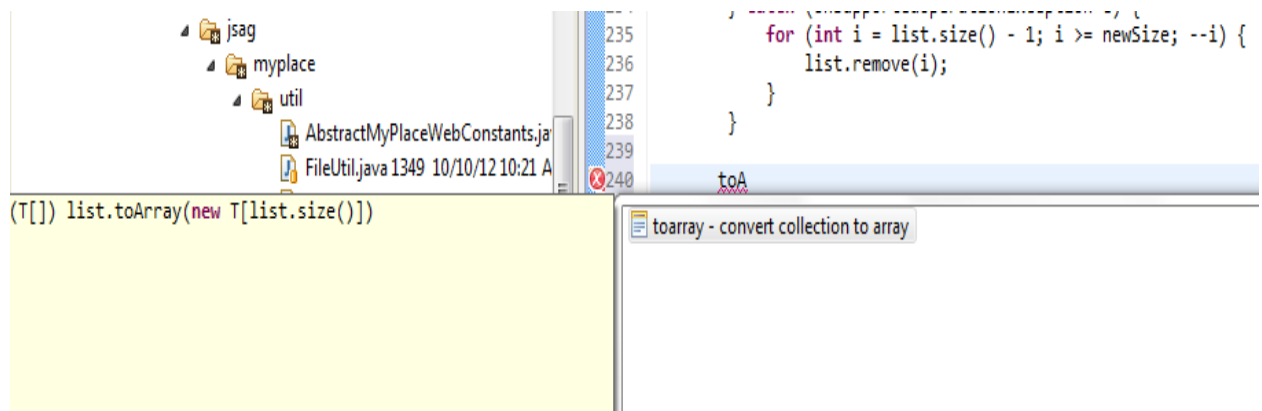 jsag
myplace
util
AbstractMyPlaceWebConstants.ja
FileUtil.java 1349 10/10/12 10:21 A
235 for (int i = list.size() - 1; i >= newSize; --i) {
236 list.remove(i);
237 }
238 }
239
240 toA
(T[]) list.toArray(new T[list.size()])
toarray - convert collection to array